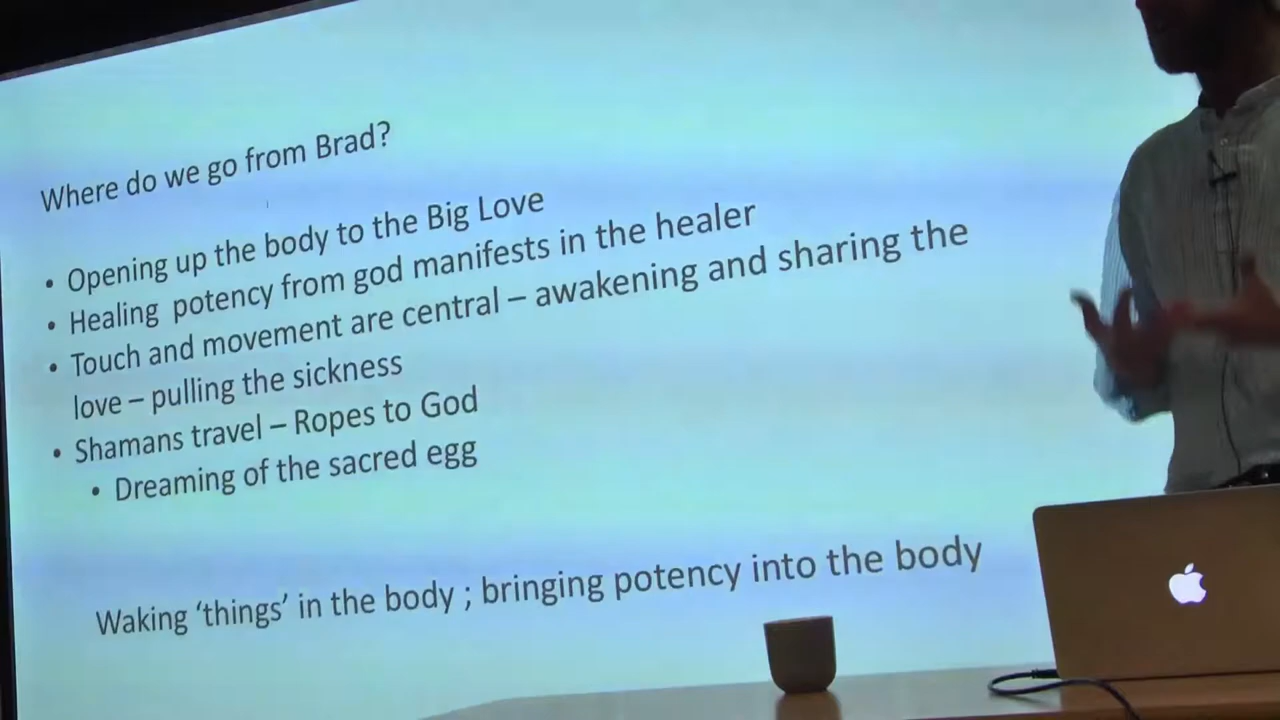 Where do we go from Brad?
• Opening up the body to the Big Love
• Healing potency from god manifests in the healer
• Touch and movement are central – awakening and sharing the
love – pulling the sickness
• Shamans travel – Ropes to God
• Dreaming of the sacred egg
Waking ‘things’ in the body ; bringing potency into the body